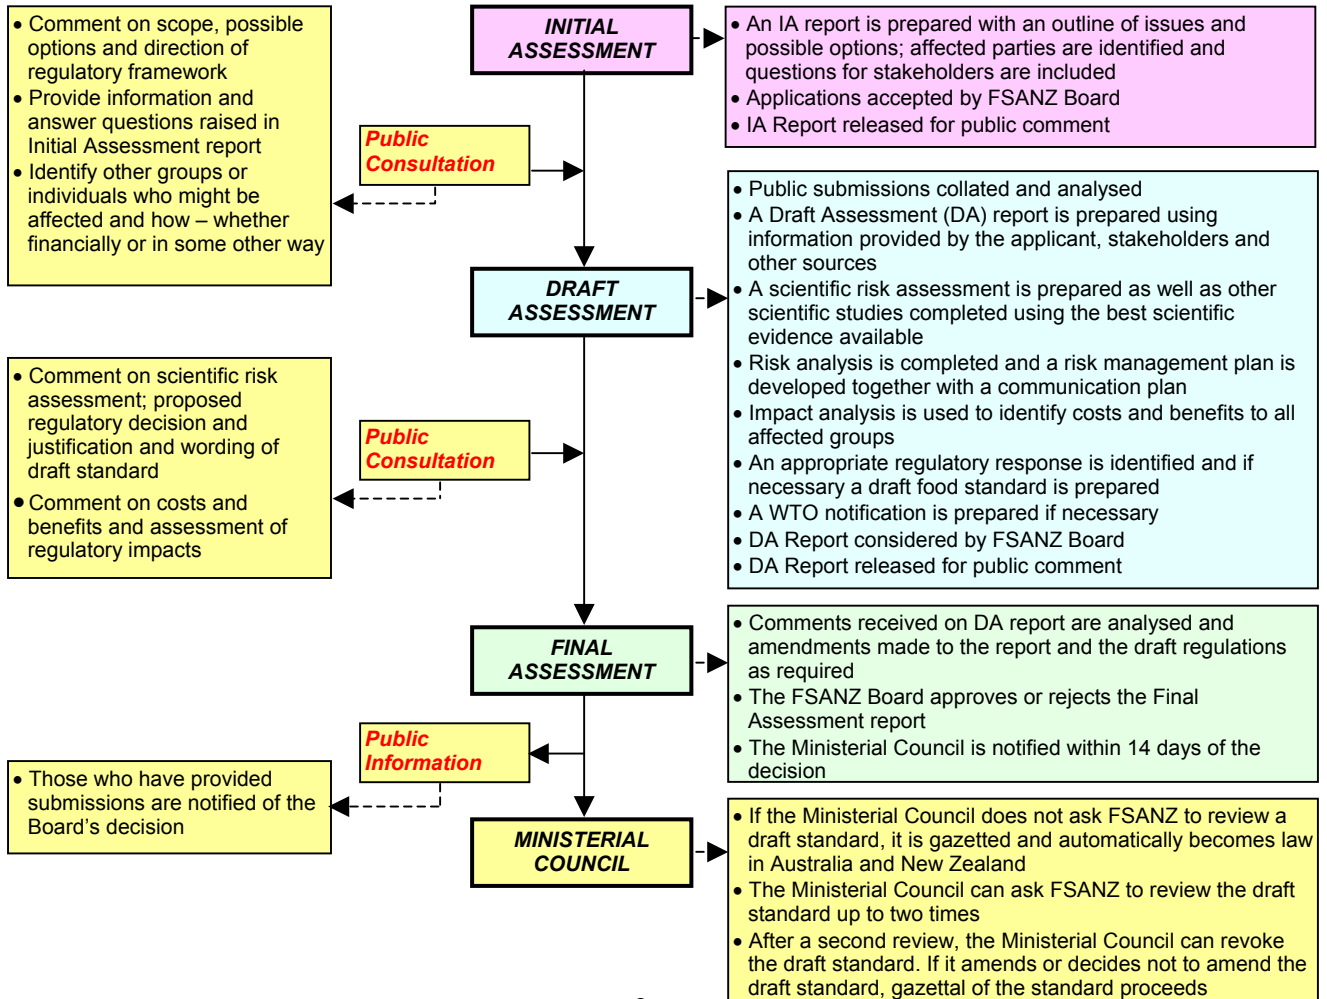 • Comment on scope, possible
options and direction of
regulatory framework
• Provide information and
answer questions raised in
Initial Assessment report
• Identify other groups or
individuals who might be
affected and how – whether
financially or in some other way
INITIAL
ASSESSMENT
• An IA report is prepared with an outline of issues and
possible options; affected parties are identified and
questions for stakeholders are included
• Applications accepted by FSANZ Board
• IA Report released for public comment
Public
Consultation
DRAFT
ASSESSMENT
• Public submissions collated and analysed
• A Draft Assessment (DA) report is prepared using
information provided by the applicant, stakeholders and
other sources
• A scientific risk assessment is prepared as well as other
scientific studies completed using the best scientific
evidence available
• Risk analysis is completed and a risk management plan is
developed together with a communication plan
• Impact analysis is used to identify costs and benefits to all
affected groups
• An appropriate regulatory response is identified and if
necessary a draft food standard is prepared
• A WTO notification is prepared if necessary
• DA Report considered by FSANZ Board
• DA Report released for public comment
• Comment on scientific risk
assessment; proposed
regulatory decision and
justification and wording of
draft standard
• Comment on costs and
benefits and assessment of
regulatory impacts
Public
Consultation
FINAL
ASSESSMENT
• Comments received on DA report are analysed and
amendments made to the report and the draft regulations
as required
• The FSANZ Board approves or rejects the Final
Assessment report
• The Ministerial Council is notified within 14 days of the
decision
Public
Information
• Those who have provided
submissions are notified of the
Board's decision
MINISTERIAL
COUNCIL
• If the Ministerial Council does not ask FSANZ to review a
draft standard, it is gazetted and automatically becomes law
in Australia and New Zealand
• The Ministerial Council can ask FSANZ to review the draft
standard up to two times
• After a second review, the Ministerial Council can revoke
the draft standard. If it amends or decides not to amend the
draft standard, gazettal of the standard proceeds